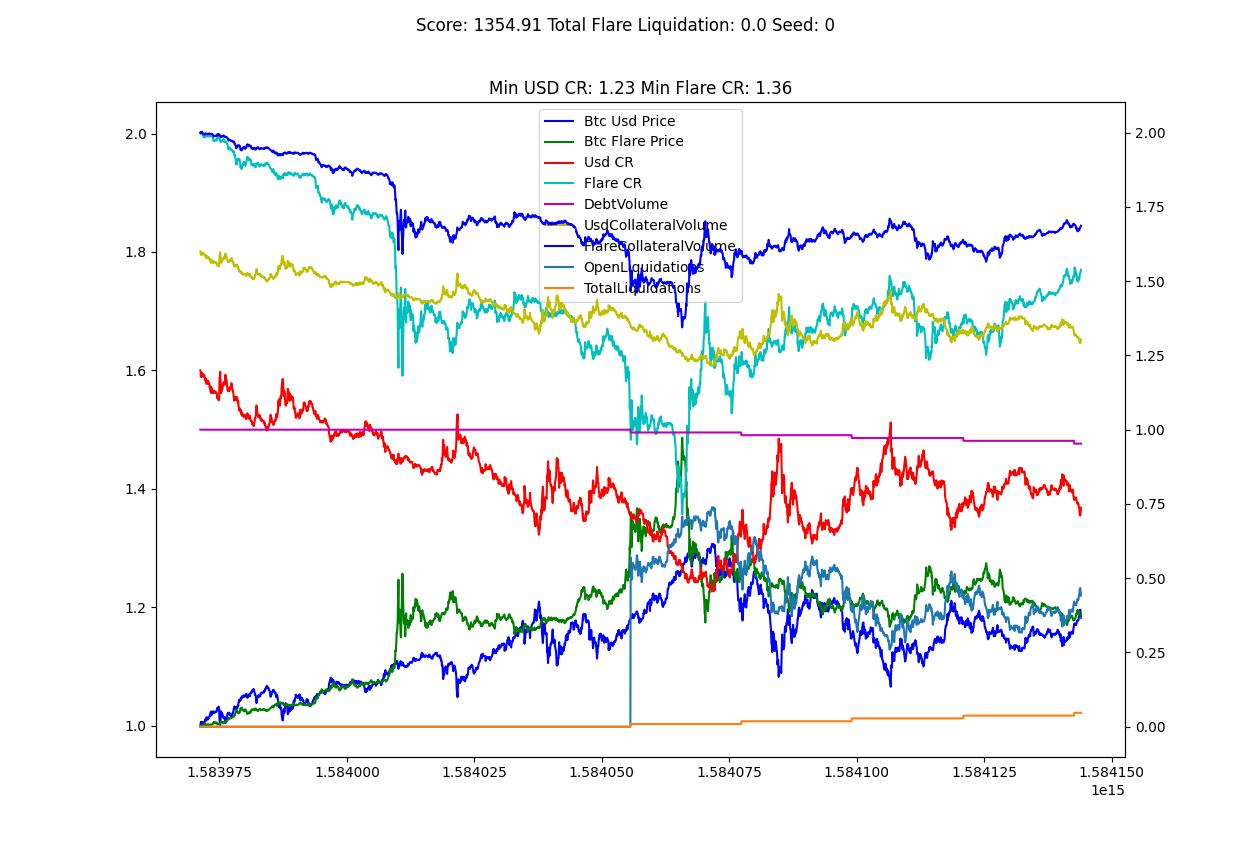 Score: 1354.91 Total Flare Liquidation: 0.0 Seed: 0
Min USD CR: 1.23 Min Flare CR: 1.36
Btc Usd Price
Btc Flare Price
Usd CR
Flare CR
DebtVolume
UsdCollateralVolume
FlareCollateralVolume
OpenLiquidations
TotalLiquidations
2.0
1.8
1.6
1.4
1.2
1.0
2.00
1.75
1.50
1.25
1.00
0.75
0.50
0.25
0.00
1.583975 1.584000 1.584025 1.584050 1.584075 1.584100 1.584125 1.584150
1e15